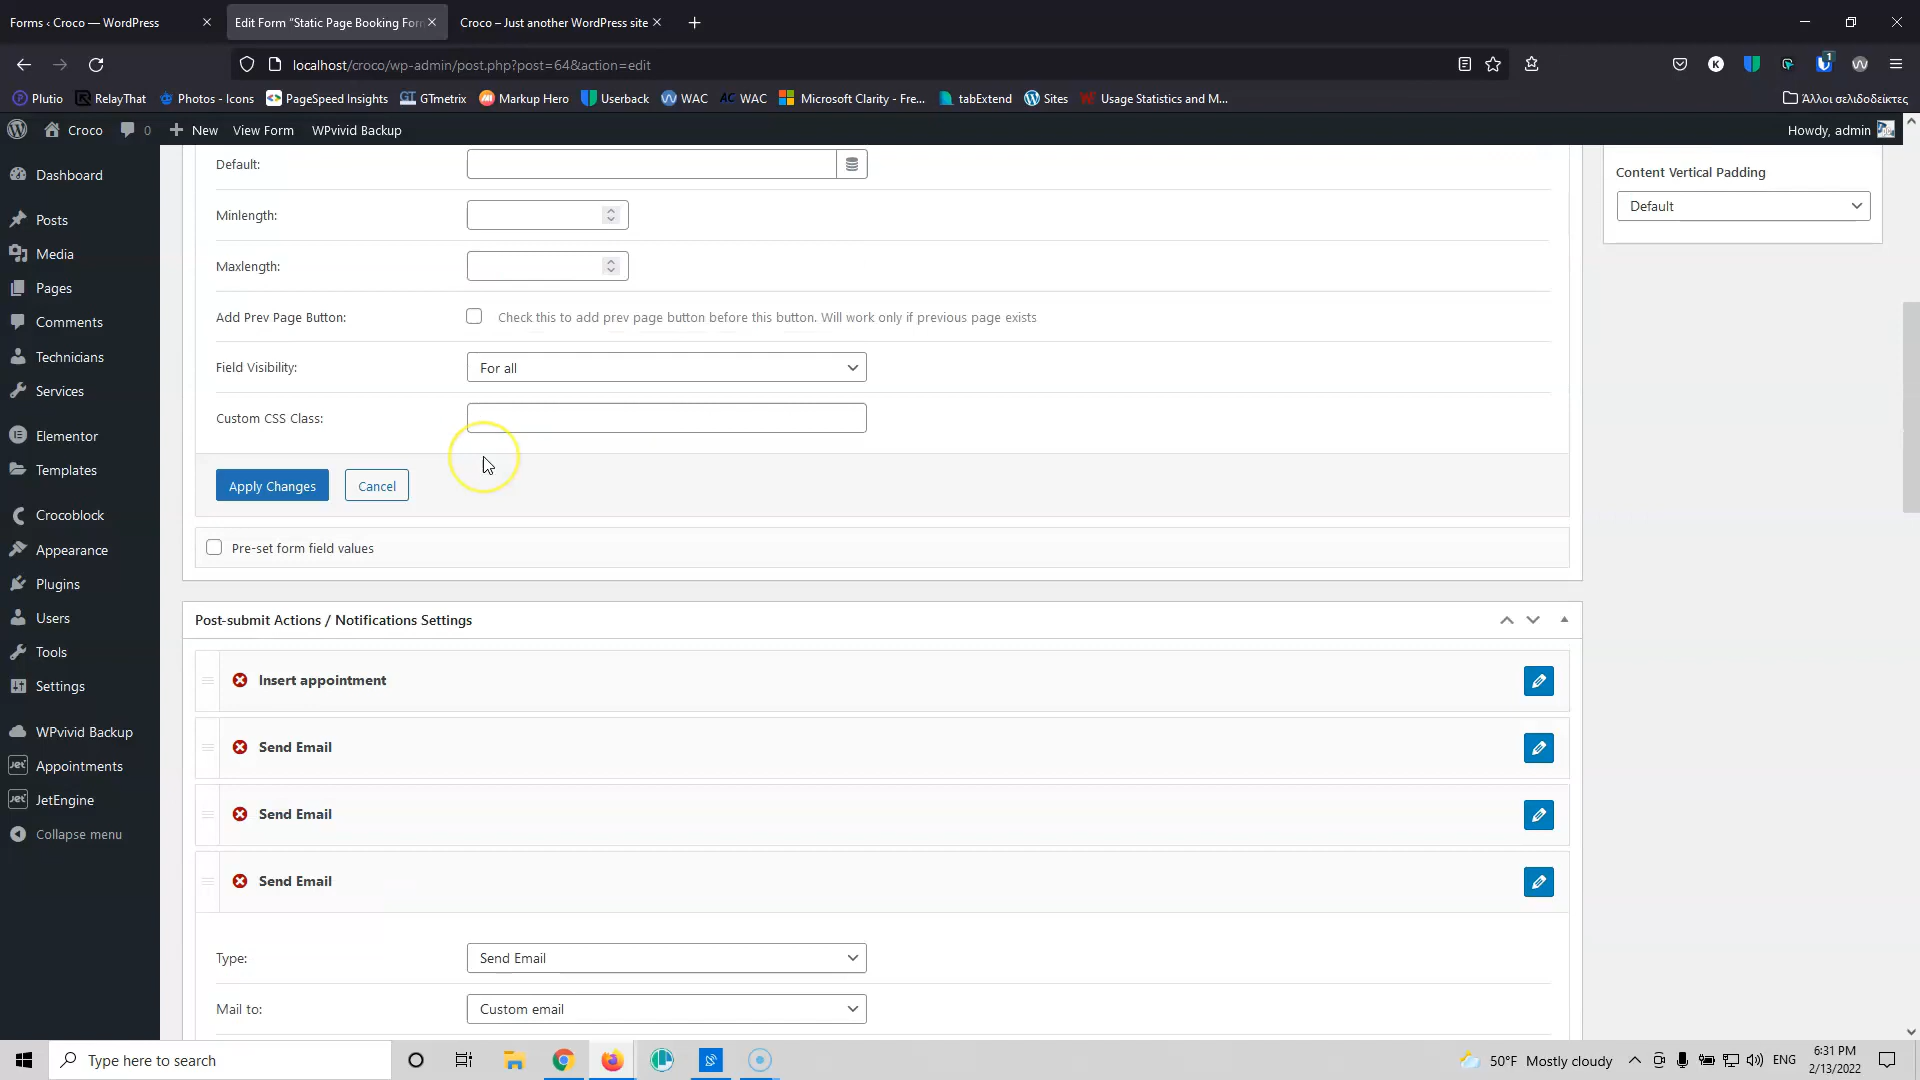 Forms ‹ Croco — WordPress
Edit Form "Static Page Booking For
Croco – Just another WordPress site
localhost/croco/wp-admin/post.php?post=64&action=edit
Plutio
RelayThat
Photos - Icons
PageSpeed Insights
GTmetrix
Markup Hero
Userback
WAC
WAC
Microsoft Clarity - Fre...
tabExtend
Sites
Usage Statistics and M...
Άλλοι σελιδοδείκτες
Croco
0
New
View Form
WPvivid Backup
Howdy, admin
Dashboard
Posts
Media
Pages
Comments
Technicians
Services
Elementor
Templates
Crocoblock
Appearance
Plugins
Users
Tools
Settings
WPvivid Backup
Appointments
JetEngine
Collapse menu
Default:
Minlength:
Maxlength:
Add Prev Page Button:
Check this to add prev page button before this button. Will work only if previous page exists
Field Visibility:
For all
Custom CSS Class:
Apply Changes
Cancel
Pre-set form field values
Content Vertical Padding
Default
Post-submit Actions / Notifications Settings
Insert appointment
Send Email
Send Email
Send Email
Type:
Send Email
Mail to:
Custom email
Type here to search
50°F Mostly cloudy
ENG
6:31 PM
2/13/2022